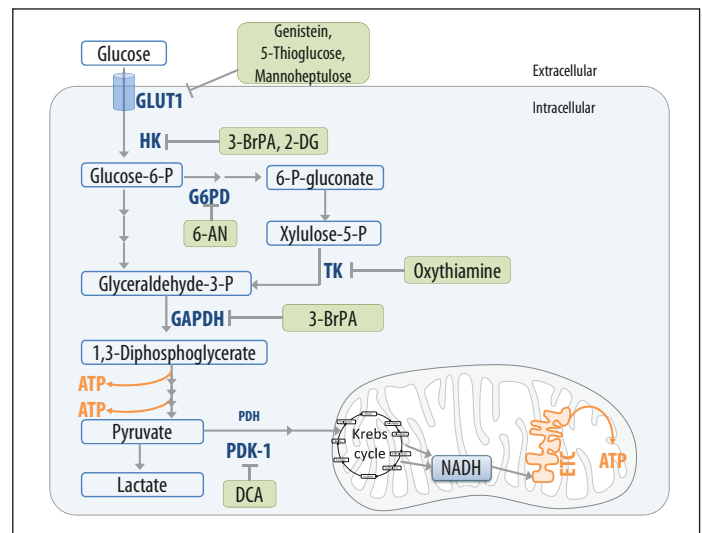 Glucose
Genistein,
5-Thioglucose,
Mannoheptulose
Extracellular
GLUT1
Intracellular
HK
3-BrPA, 2-DG
Glucose-6-P
6-P-gluconate
G6PD
6-AN
Xylulose-5-P
TK
Oxythiamine
Glyceraldehyde-3-P
GAPDH
3-BrPA
1,3-Diphosphoglycerate
ATP
ATP
PDH
Pyruvate
Krebs
cycle
PDK-1
NADH
ETC
ATP
Lactate
DCA